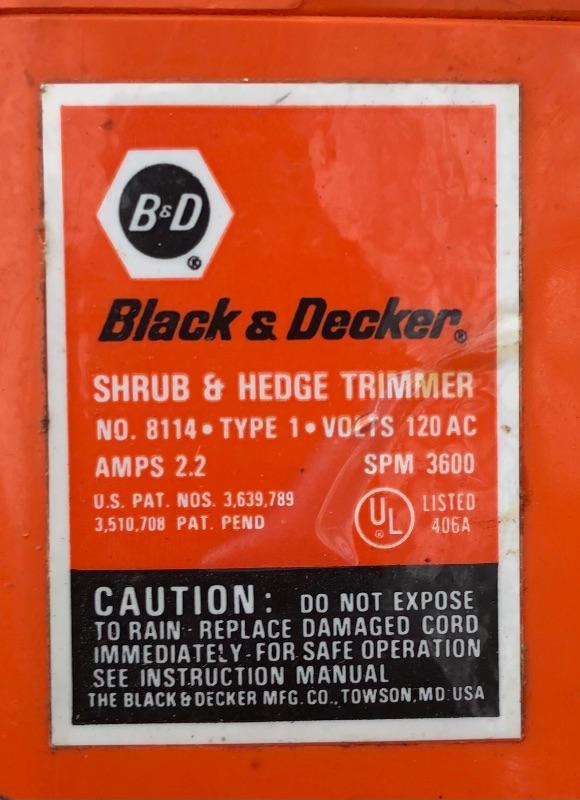 B&D
®
Black & Decker®
SHRUB & HEDGE TRIMMER
NO. 8114 • TYPE 1 • VOLTS 120 AC
AMPS 2.2 SPM 3600
U.S. PAT. NOS. 3,639,789
3,510,708 PAT. PEND
UL ® LISTED
406A
CAUTION: DO NOT EXPOSE
TO RAIN - REPLACE DAMAGED CORD
IMMEDIATELY - FOR SAFE OPERATION
SEE INSTRUCTION MANUAL
THE BLACK & DECKER MFG. CO., TOWSON, MD. USA